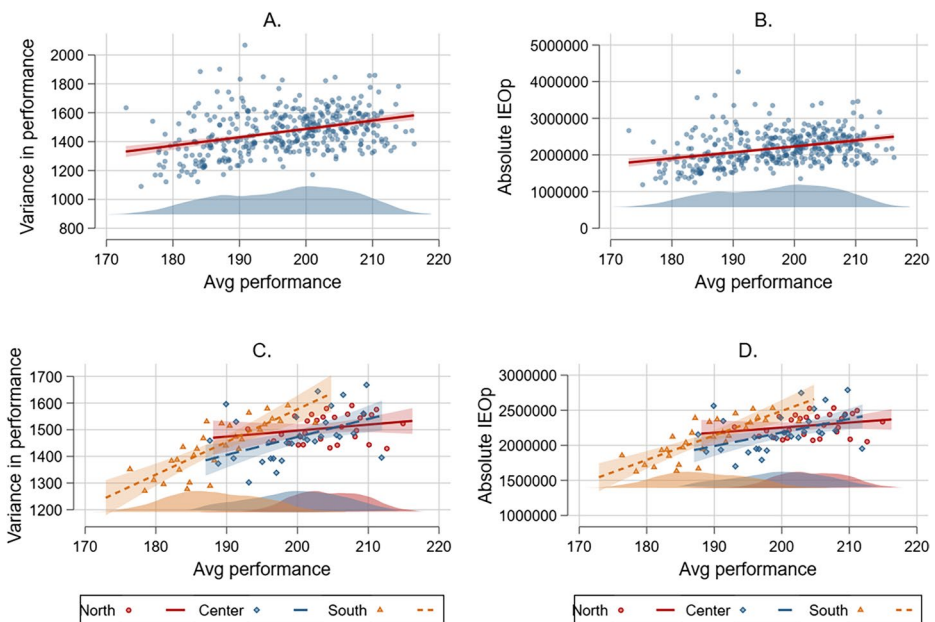 A.
Variance in performance
2000
1800
1600
1400
1200
1000
800
170 180 190 200 210 220
Avg performance
B.
Absolute IEOp
5000000
4000000
3000000
2000000
1000000
0
170 180 190 200 210 220
Avg performance
C.
Variance in performance
1700
1600
1500
1400
1300
1200
170 180 190 200 210 220
Avg performance
North Center South
D.
Absolute IEOp
3000000
2500000
2000000
1500000
1000000
170 180 190 200 210 220
Avg performance
North Center South